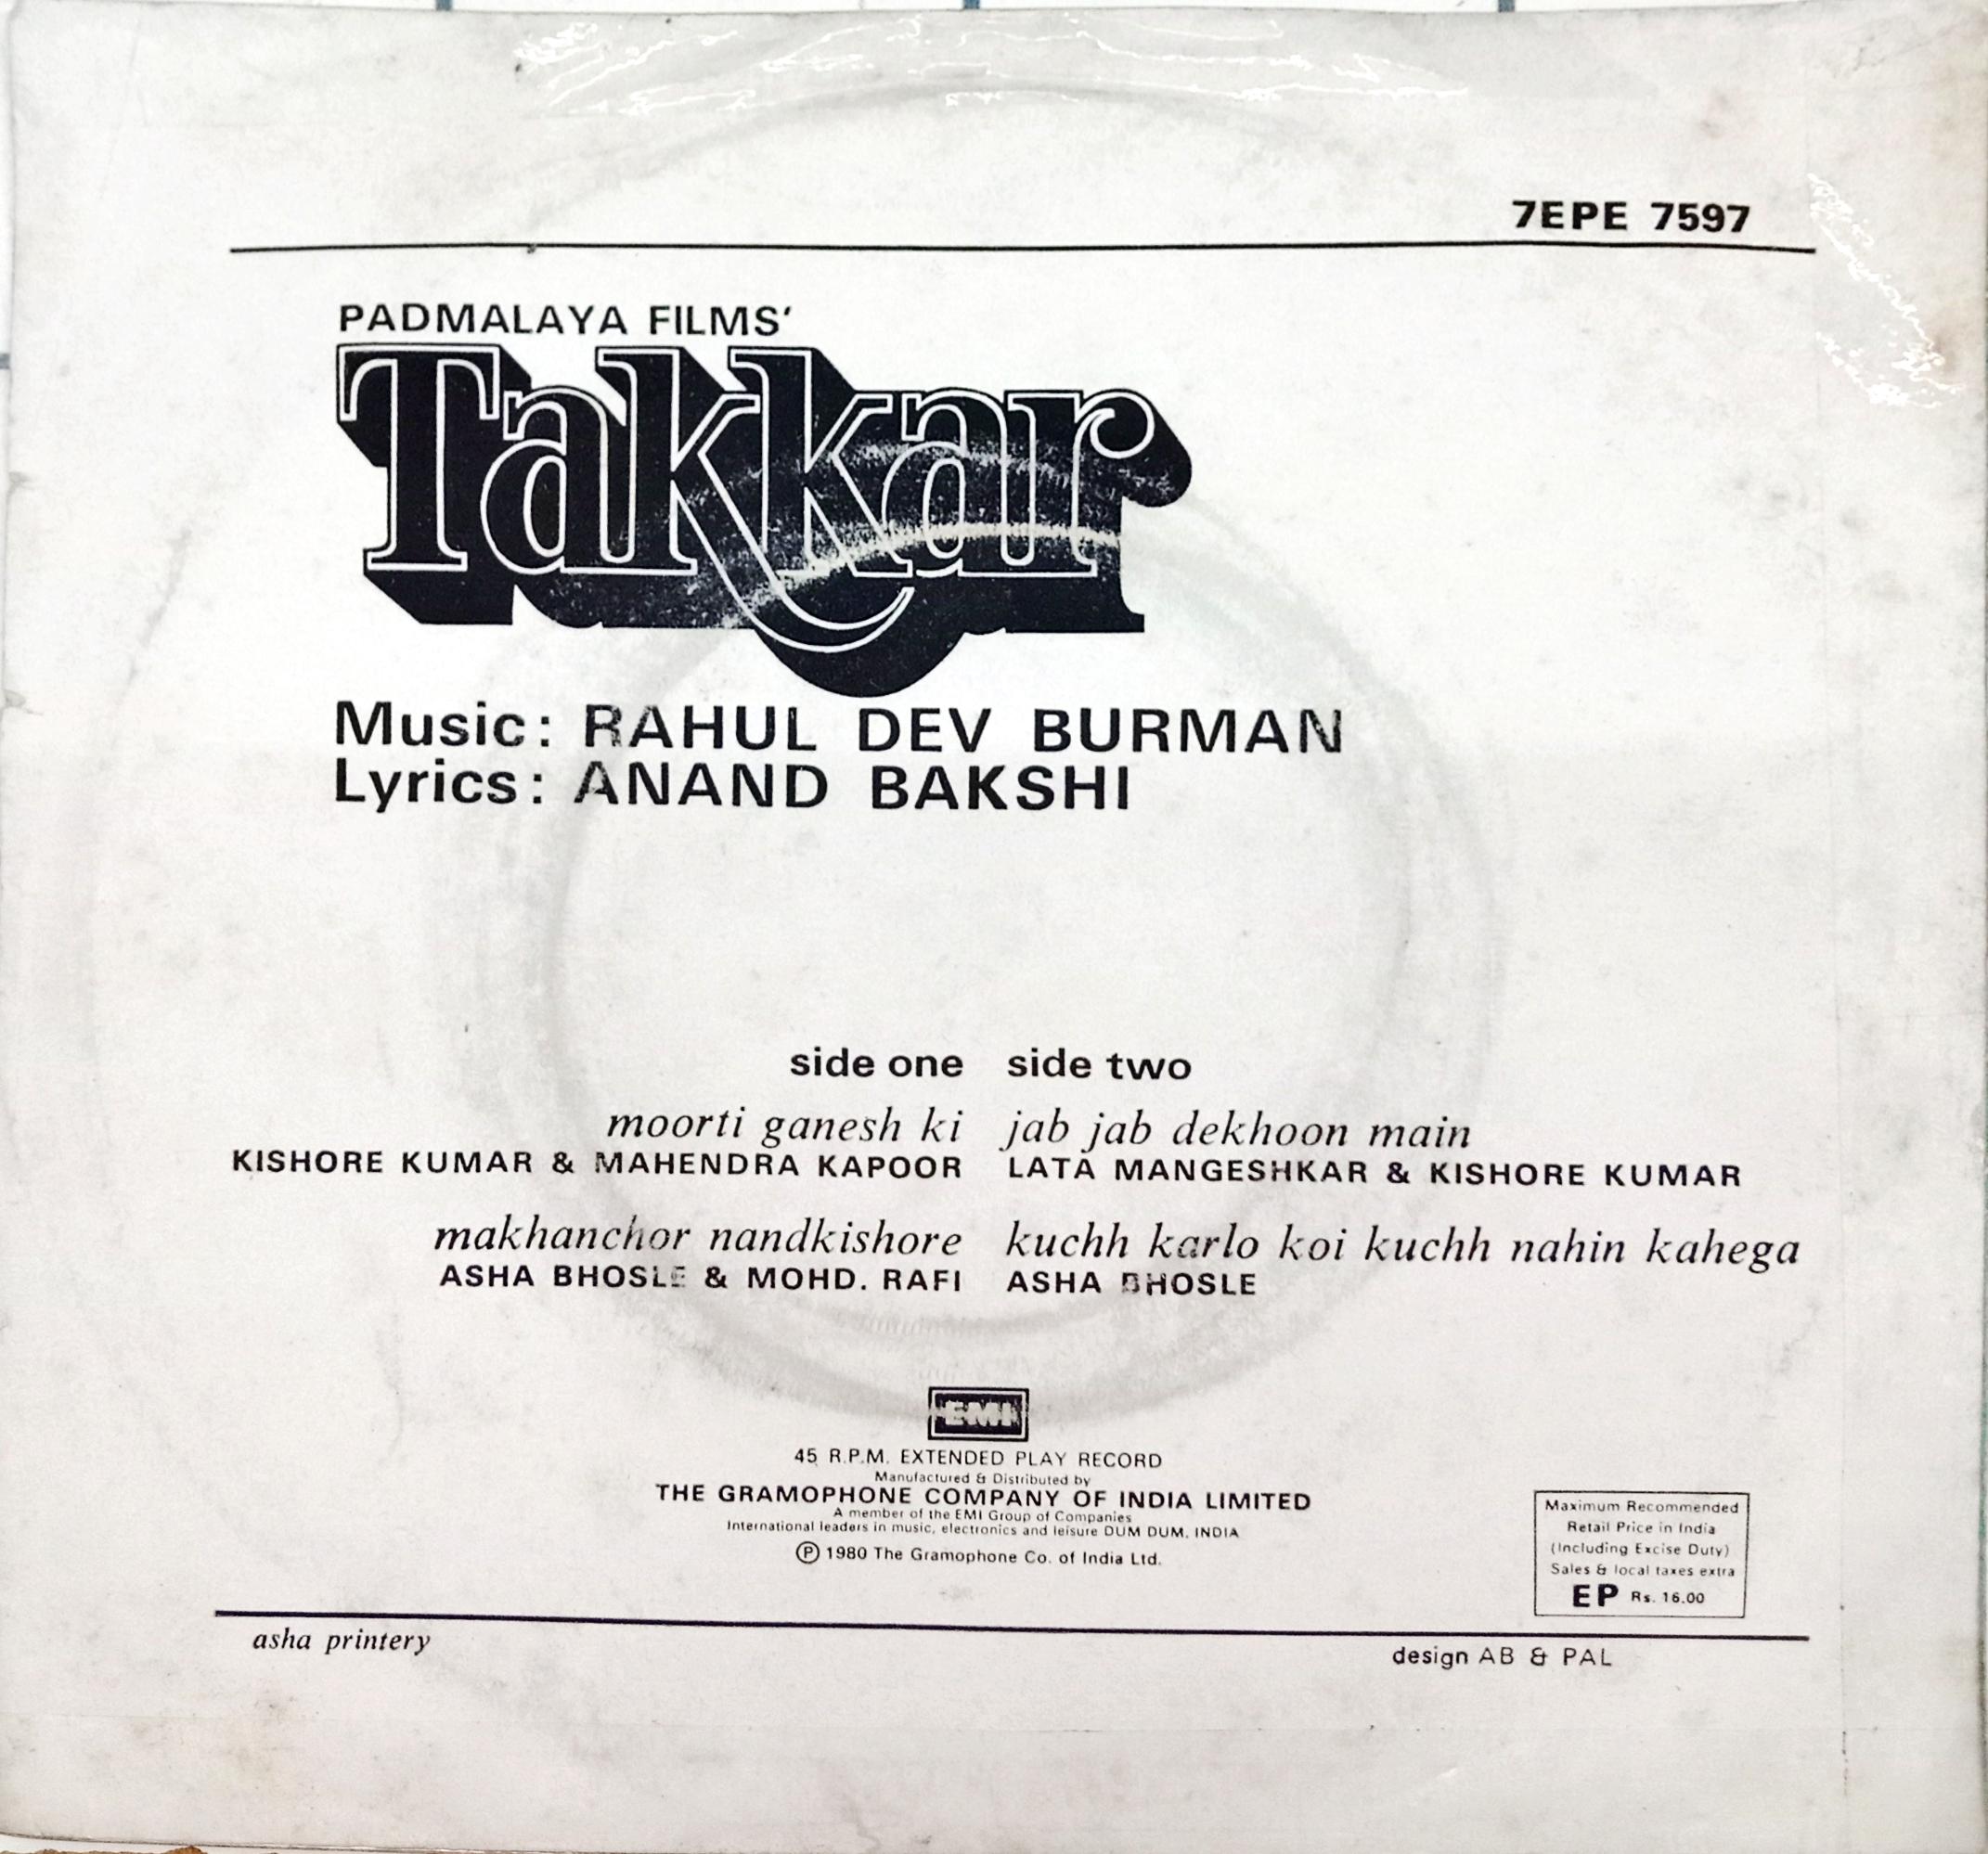 7EPE 7597
PADMALAYA FILMS'
Takkar
Music: RAHUL DEV BURMAN
Lyrics: ANAND BAKSHI
side one
moorti ganesh ki
KISHORE KUMAR & MAHENDRA KAPOOR
makhanchor nandkishore
ASHA BHOSLE & MOHD. RAFI
side two
jab jab dekhoon main
LATA MANGESHKAR & KISHORE KUMAR
kuchh karlo koi kuchh nahin kahega
ASHA BHOSLE
EMI
45 R.P.M. EXTENDED PLAY RECORD
Manufactured & Distributed by
THE GRAMOPHONE COMPANY OF INDIA LIMITED
A member of the EMI Group of Companies
International leaders in music, electronics and leisure DUM DUM, INDIA
Ⓟ 1980 The Gramophone Co. of India Ltd.
Maximum Recommended
Retail Price in India
(Including Excise Duty)
Sales & local taxes extra
EP Rs. 16.00
asha printery
design AB & PAL